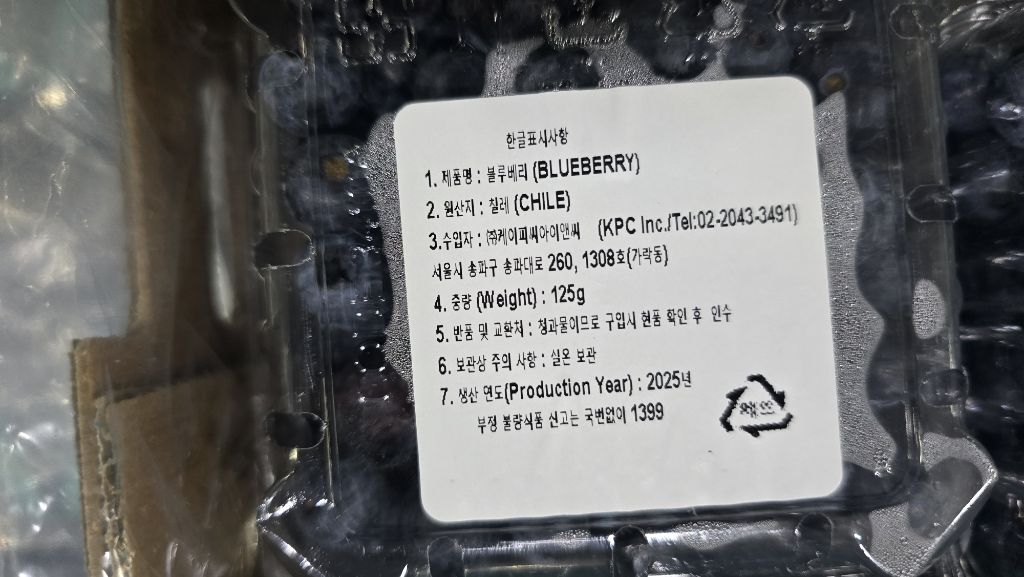 한글표시사항
1. 제품명 : 블루베리 (BLUEBERRY)
2. 원산지 : 칠레 (CHILE)
3.수입자 : ㈜케이피씨아이앤씨 (KPC Inc./Tel:02-2043-3491)
서울시 송파구 송파대로 260, 1308호(가락동)
4. 중량 (Weight) : 125g
5. 반품 및 교환처 : 청과물이므로 구입시 현품 확인 후 인수
6. 보관상 주의 사항 : 실온 보관
7. 생산 연도(Production Year) : 2025년
부정 불량식품 신고는 국번없이 1399